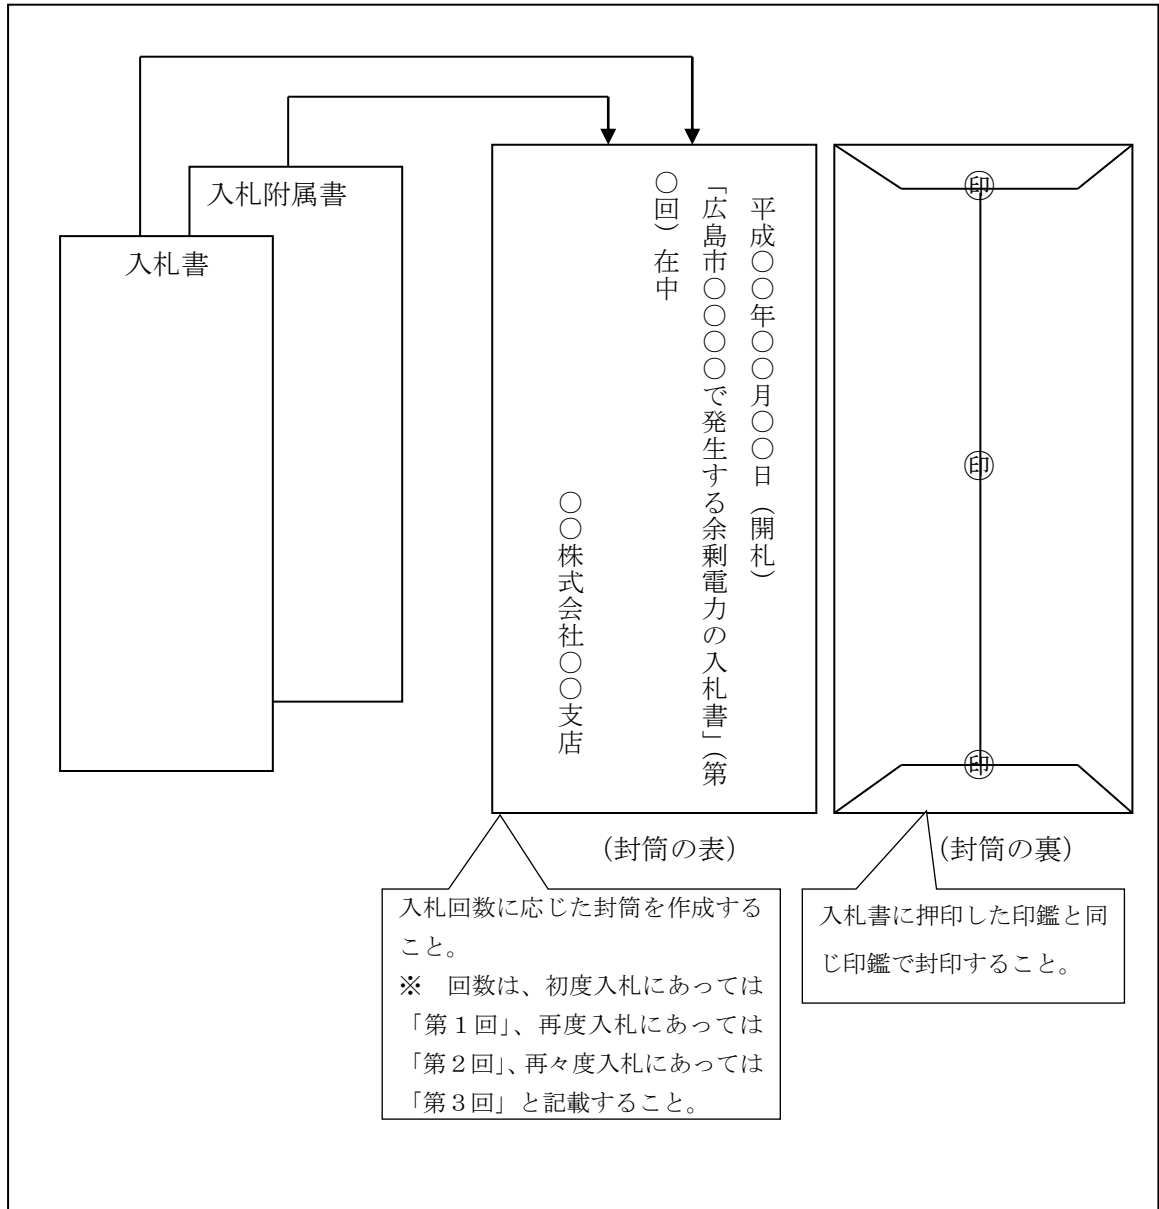 入札附属書
入札書
平成〇〇年〇〇月〇〇日（開札）
「広島市〇〇〇〇で発生する余剰電力の入札書」（第
〇回）在中
〇〇株式会社〇〇支店
㊞
㊞
㊞
（封筒の表）
（封筒の裏）
入札回数に応じた封筒を作成する
こと。
※　回数は、初度入札にあっては
「第１回」、再度入札にあっては
「第２回」、再々度入札にあっては
「第３回」と記載すること。
入札書に押印した印鑑と同
じ印鑑で封印すること。